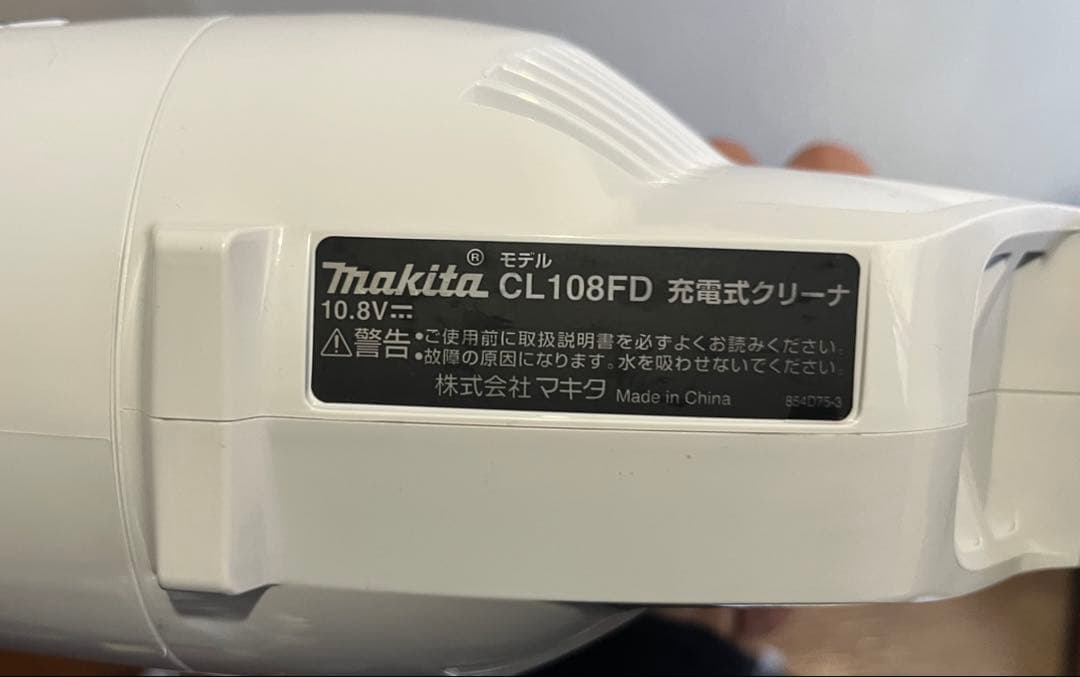 makita® モデル CL108FD 充電式クリーナ
10.8V⎓
⚠警告 •ご使用前に取扱説明書を必ずよくお読みください。
•故障の原因になります。水を吸わせないでください。
株式会社 マキタ Made in China 854D75-3